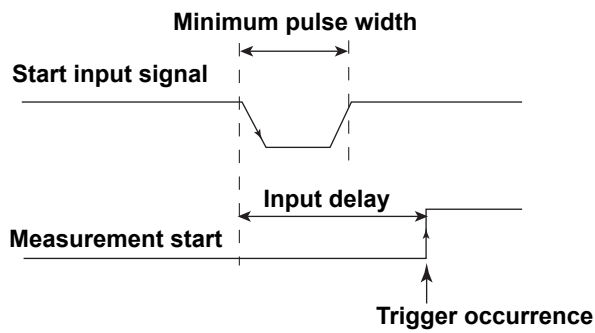 Minimum pulse width
Start input signal
Input delay
Measurement start
Trigger occurrence